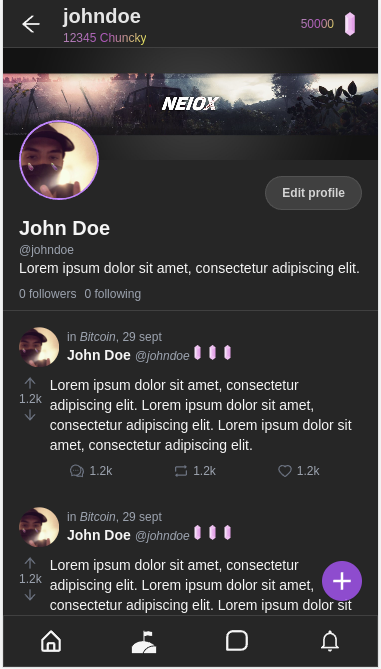 johndoe
12345 Chuncky
50000
NEIOX
Edit profile
John Doe
@johndoe
Lorem ipsum dolor sit amet, consectetur adipiscing elit.
0 followers 0 following
in Bitcoin, 29 sept
John Doe @johndoe
Lorem ipsum dolor sit amet, consectetur
adipiscing elit. Lorem ipsum dolor sit amet,
consectetur adipiscing elit. Lorem ipsum dolor sit
amet, consectetur adipiscing elit.
1.2k
1.2k 1.2k 1.2k
in Bitcoin, 29 sept
John Doe @johndoe
Lorem ipsum dolor sit amet, consectetur
adipiscing elit. Lorem ipsum dolor sit amet,
consectetur adipiscing elit. Lorem ipsum dolor sit
1.2k